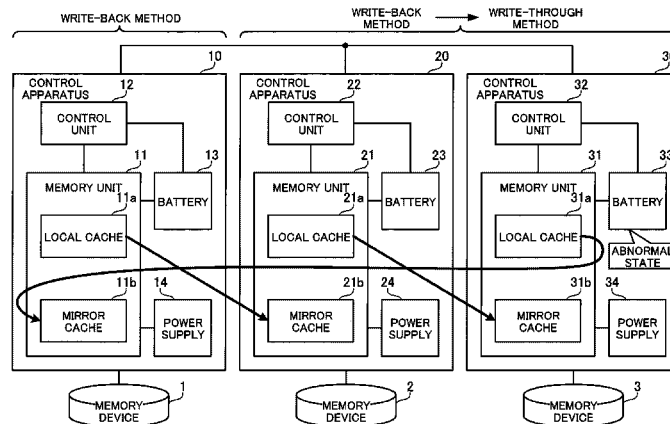 WRITE-BACK METHOD
WRITE-BACK METHOD → WRITE-THROUGH METHOD
10
20
CONTROL APPARATUS
CONTROL APPARATUS
CONTROL APPARATUS
12
22
32
CONTROL UNIT
CONTROL UNIT
CONTROL UNIT
11
13
21
23
31
33
MEMORY UNIT
MEMORY UNIT
MEMORY UNIT
BATTERY
BATTERY
BATTERY
11a
21a
31a
LOCAL CACHE
LOCAL CACHE
LOCAL CACHE
ABNORMAL STATE
11b
14
21b
24
31b
34
MIRROR CACHE
POWER SUPPLY
MIRROR CACHE
POWER SUPPLY
MIRROR CACHE
POWER SUPPLY
1
2
3
MEMORY DEVICE
MEMORY DEVICE
MEMORY DEVICE